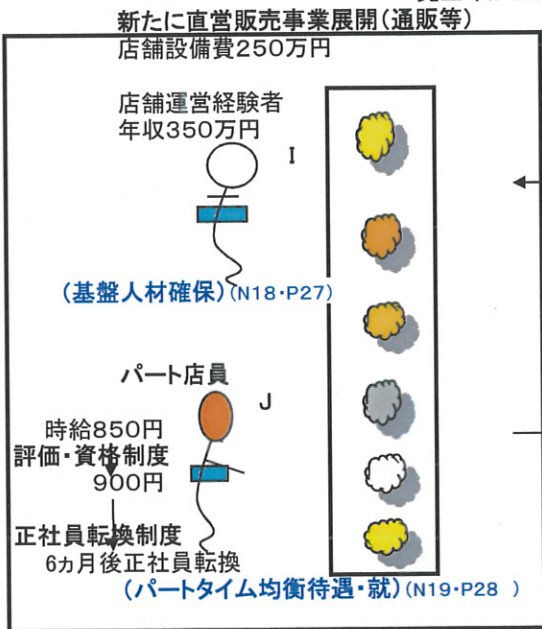 新たに直営販売事業展開(通販等)
店舗設備費250万円
店舗運営経験者
年収350万円
I
(基盤人材確保)(N18・P27)
パート店員
J
時給850円
評価・資格制度
900円
正社員転換制度
6ヵ月後正社員転換
(パートタイム均衡待遇・就)(N19・P28 )